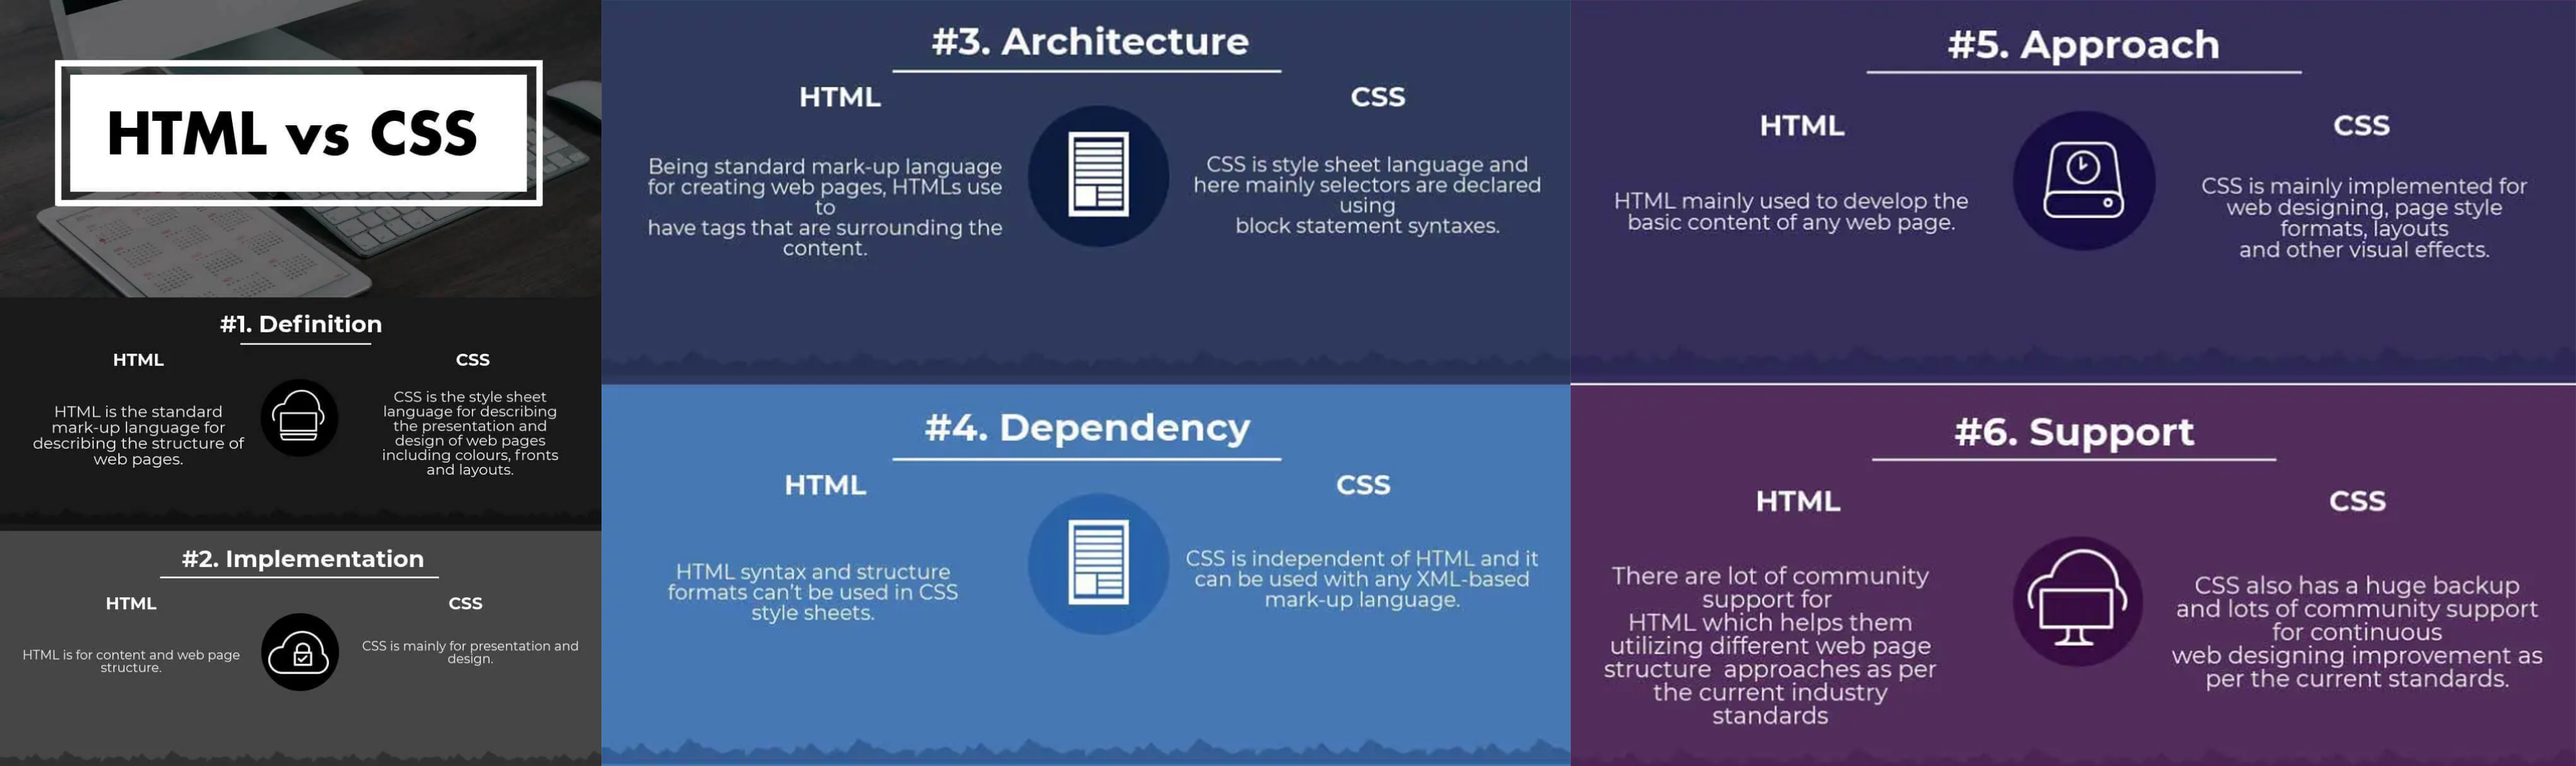 HTML vs CSS
#1. Definition
HTML
HTML is the standard
mark-up language for
describing the structure of
web pages.
CSS
CSS is the style sheet
language for describing
the presentation and
design of web pages
including colours, fronts
and layouts.
#2. Implementation
HTML
HTML is for content and web page
structure.
CSS
CSS is mainly for presentation and
design.
#3. Architecture
HTML
Being standard mark-up language
for creating web pages, HTMLs use
to
have tags that are surrounding the
content.
CSS
CSS is style sheet language and
here mainly selectors are declared
using
block statement syntaxes.
#4. Dependency
HTML
HTML syntax and structure
formats can't be used in CSS
style sheets.
CSS
CSS is independent of HTML and it
can be used with any XML-based
mark-up language.
#5. Approach
HTML
HTML mainly used to develop the
basic content of any web page.
CSS
CSS is mainly implemented for
web designing, page style
formats, layouts
and other visual effects.
#6. Support
HTML
There are lot of community
support for
HTML which helps them
utilizing different web page
structure approaches as per
the current industry
standards
CSS
CSS also has a huge backup
and lots of community support
for continuous
web designing improvement as
per the current standards.